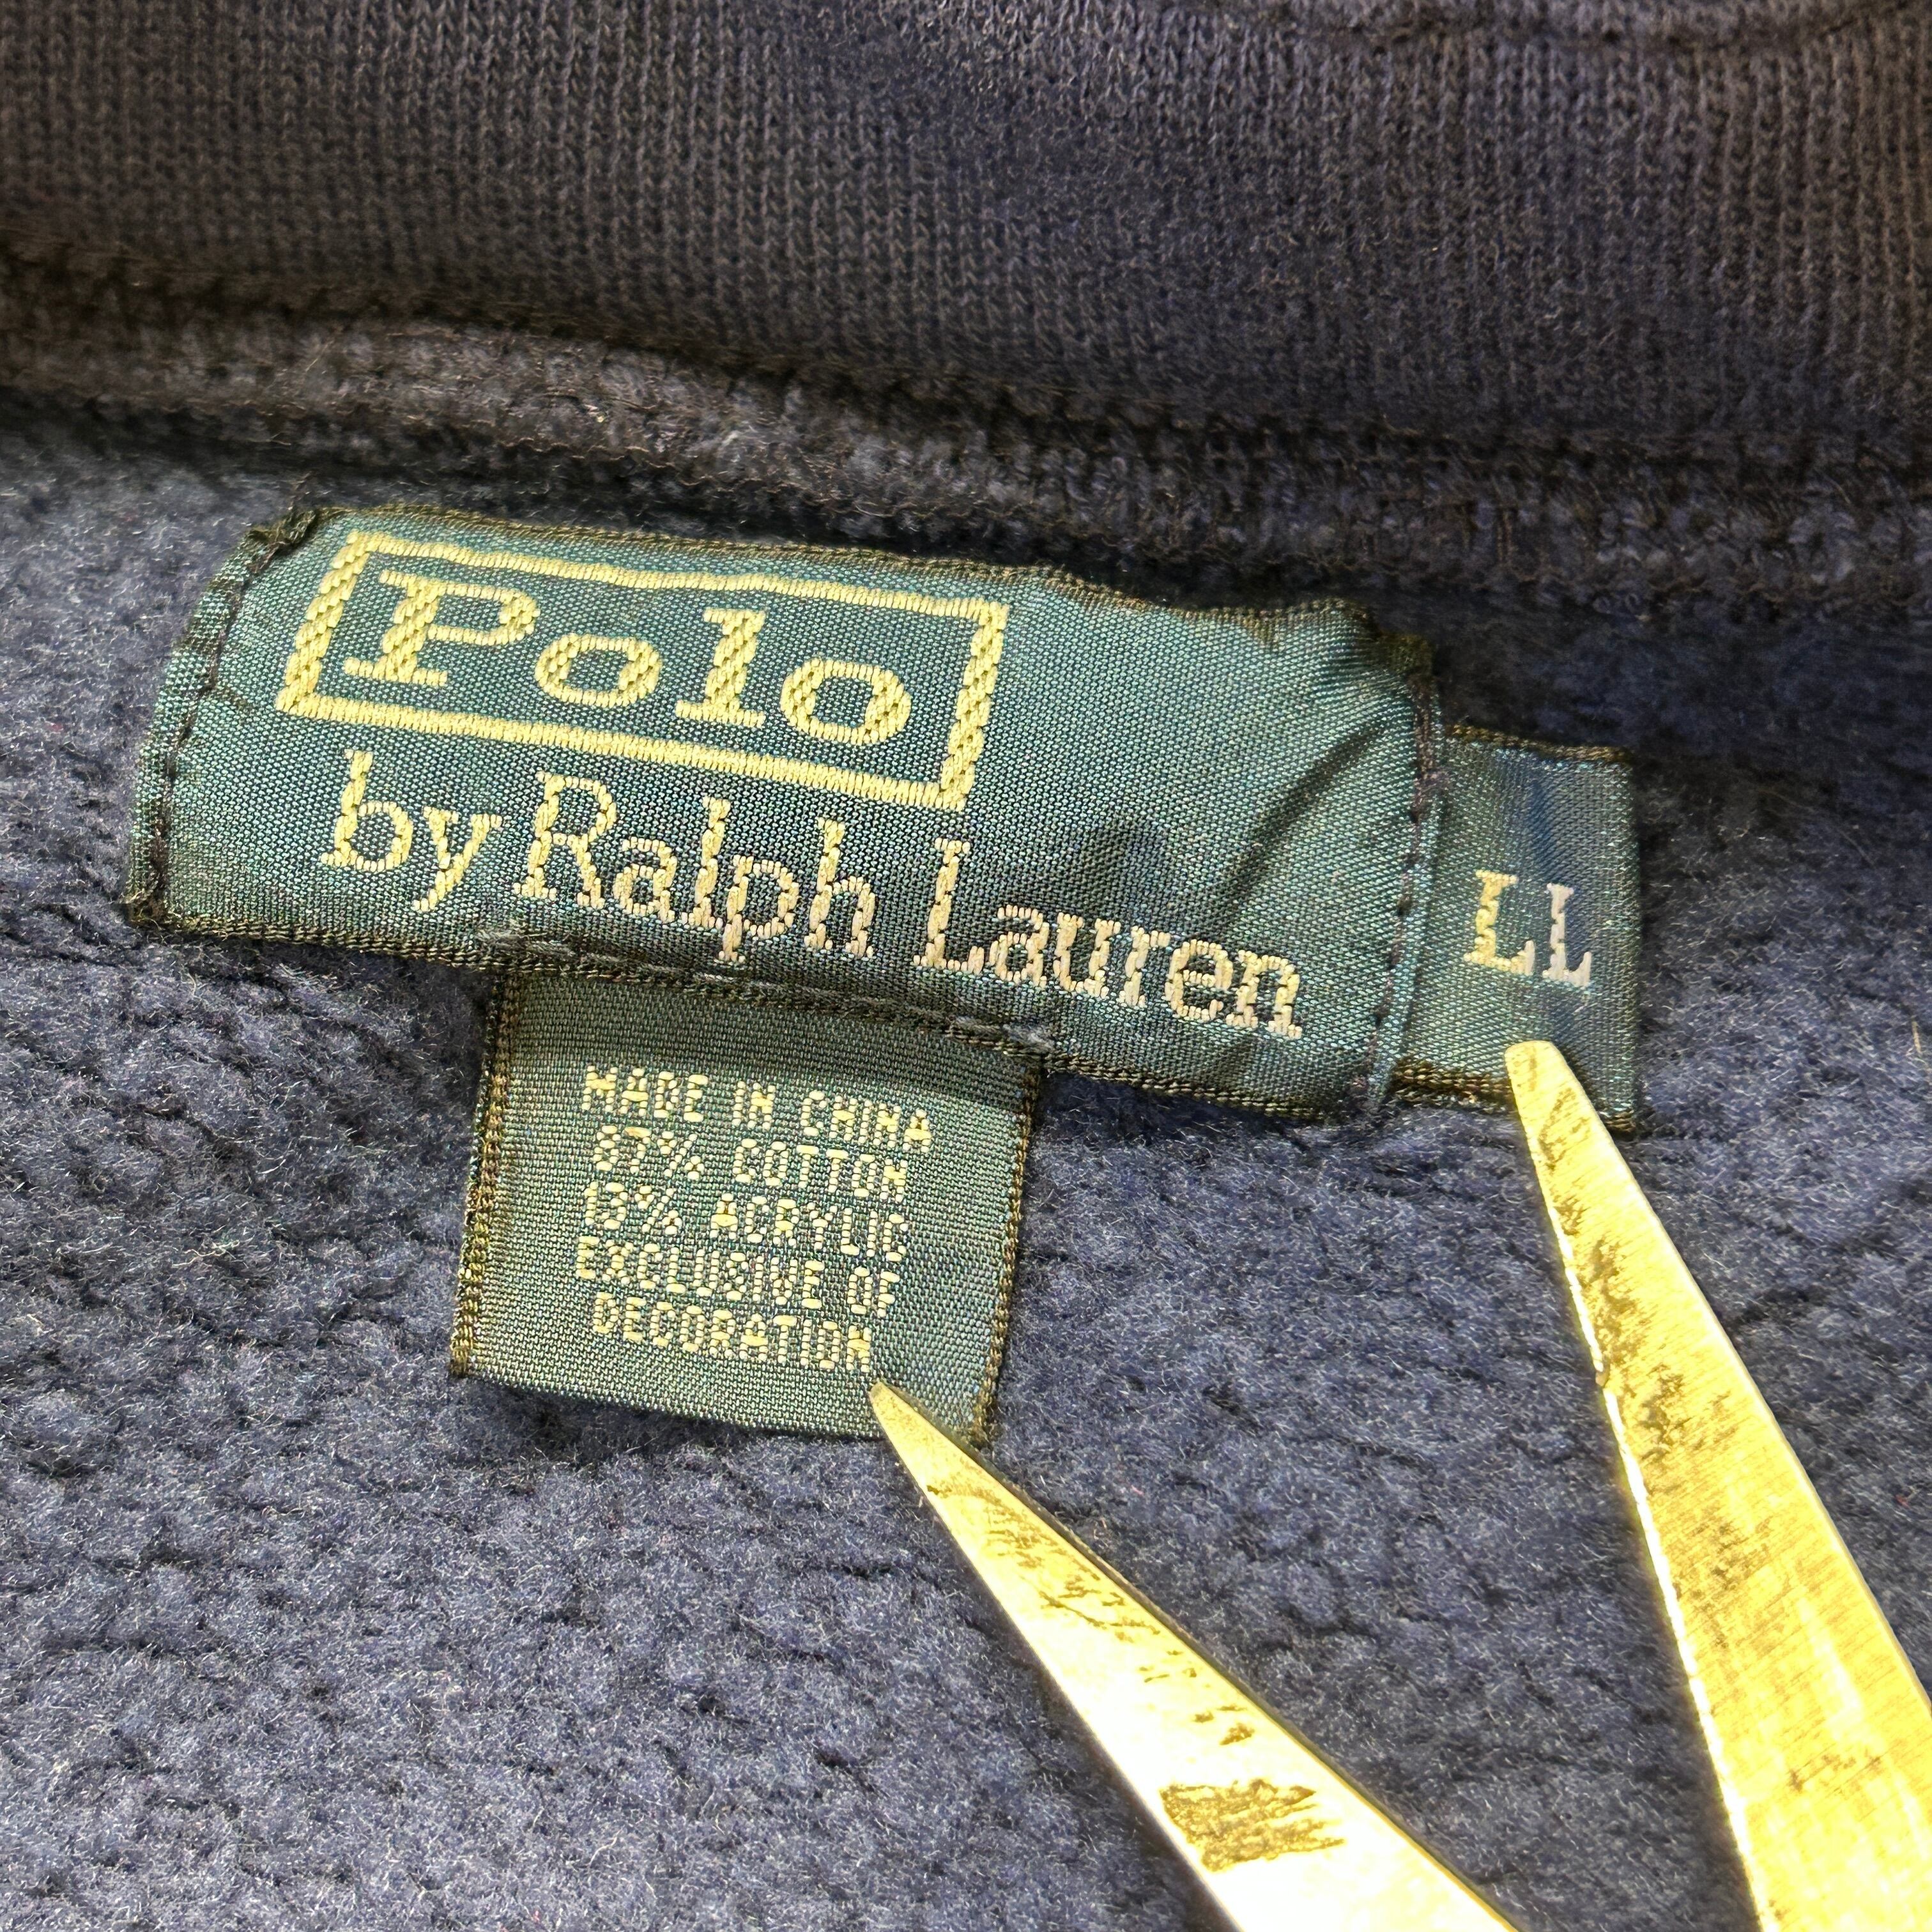 Polo
by Ralph Lauren
LL
MADE IN CHINA
87% COTTON
13% ACRYLIC
EXCLUSIVE OF
DECORATION